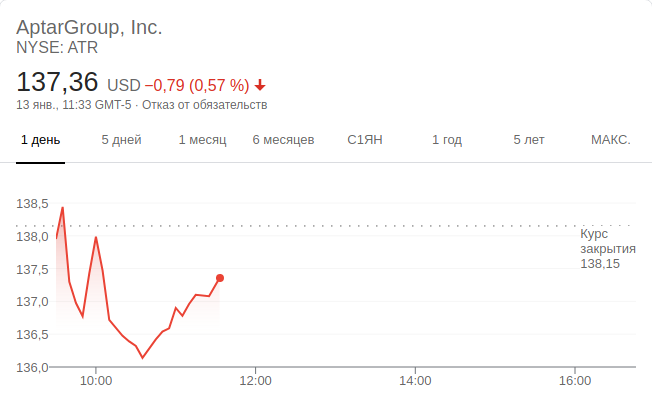 AptarGroup, Inc.
NYSE: ATR
137,36 USD −0,79 (0,57 %)
13 янв., 11:33 GMT-5 · Отказ от обязательств
1 день 5 дней 1 месяц 6 месяцев С1ЯН 1 год 5 лет МАКС.
138,5
138,0
137,5
137,0
136,5
136,0
Курс
закрытия
138,15
10:00 12:00 14:00 16:00